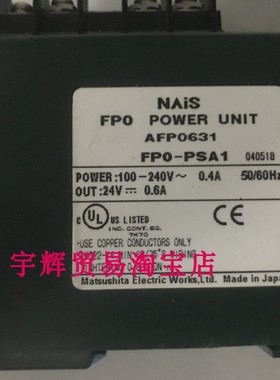 NAiS
FP0 POWER UNIT
AFP0631
FP0-PSA1 040518
POWER:100-240V~ 0.4A 50/60Hz
OUT:24V⎓ 0.6A
c UL US LISTED
IND. CONT. EQ.
7K70
•USE COPPER CONDUCTORS ONLY
宇辉贸易淘宝店
Matsushita Electric Works,Ltd. Made in Japan